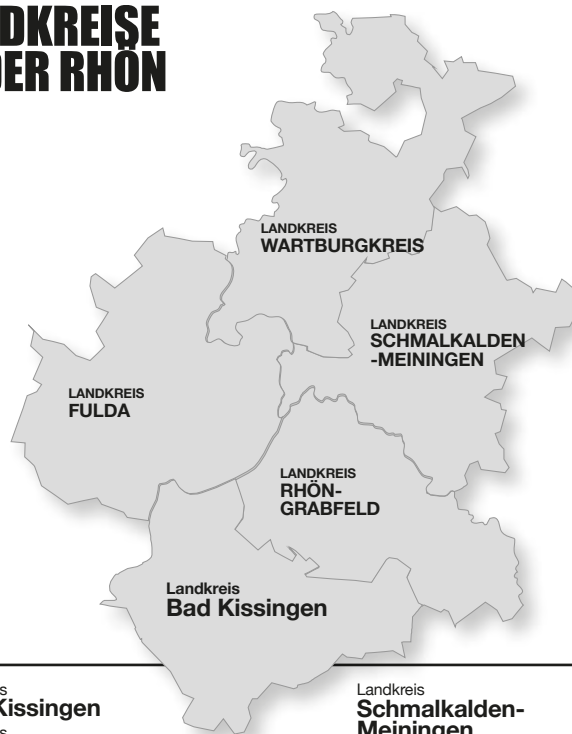 DKREISE
DER RHÖN
LANDKREIS
WARTBURGKREIS
LANDKREIS
SCHMALKALDEN
-MEININGEN
LANDKREIS
FULDA
LANDKREIS
RHÖN-
GRABFELD
Landkreis
Bad Kissingen
Kissingen
Landkreis
Schmalkalden-
Meiningen